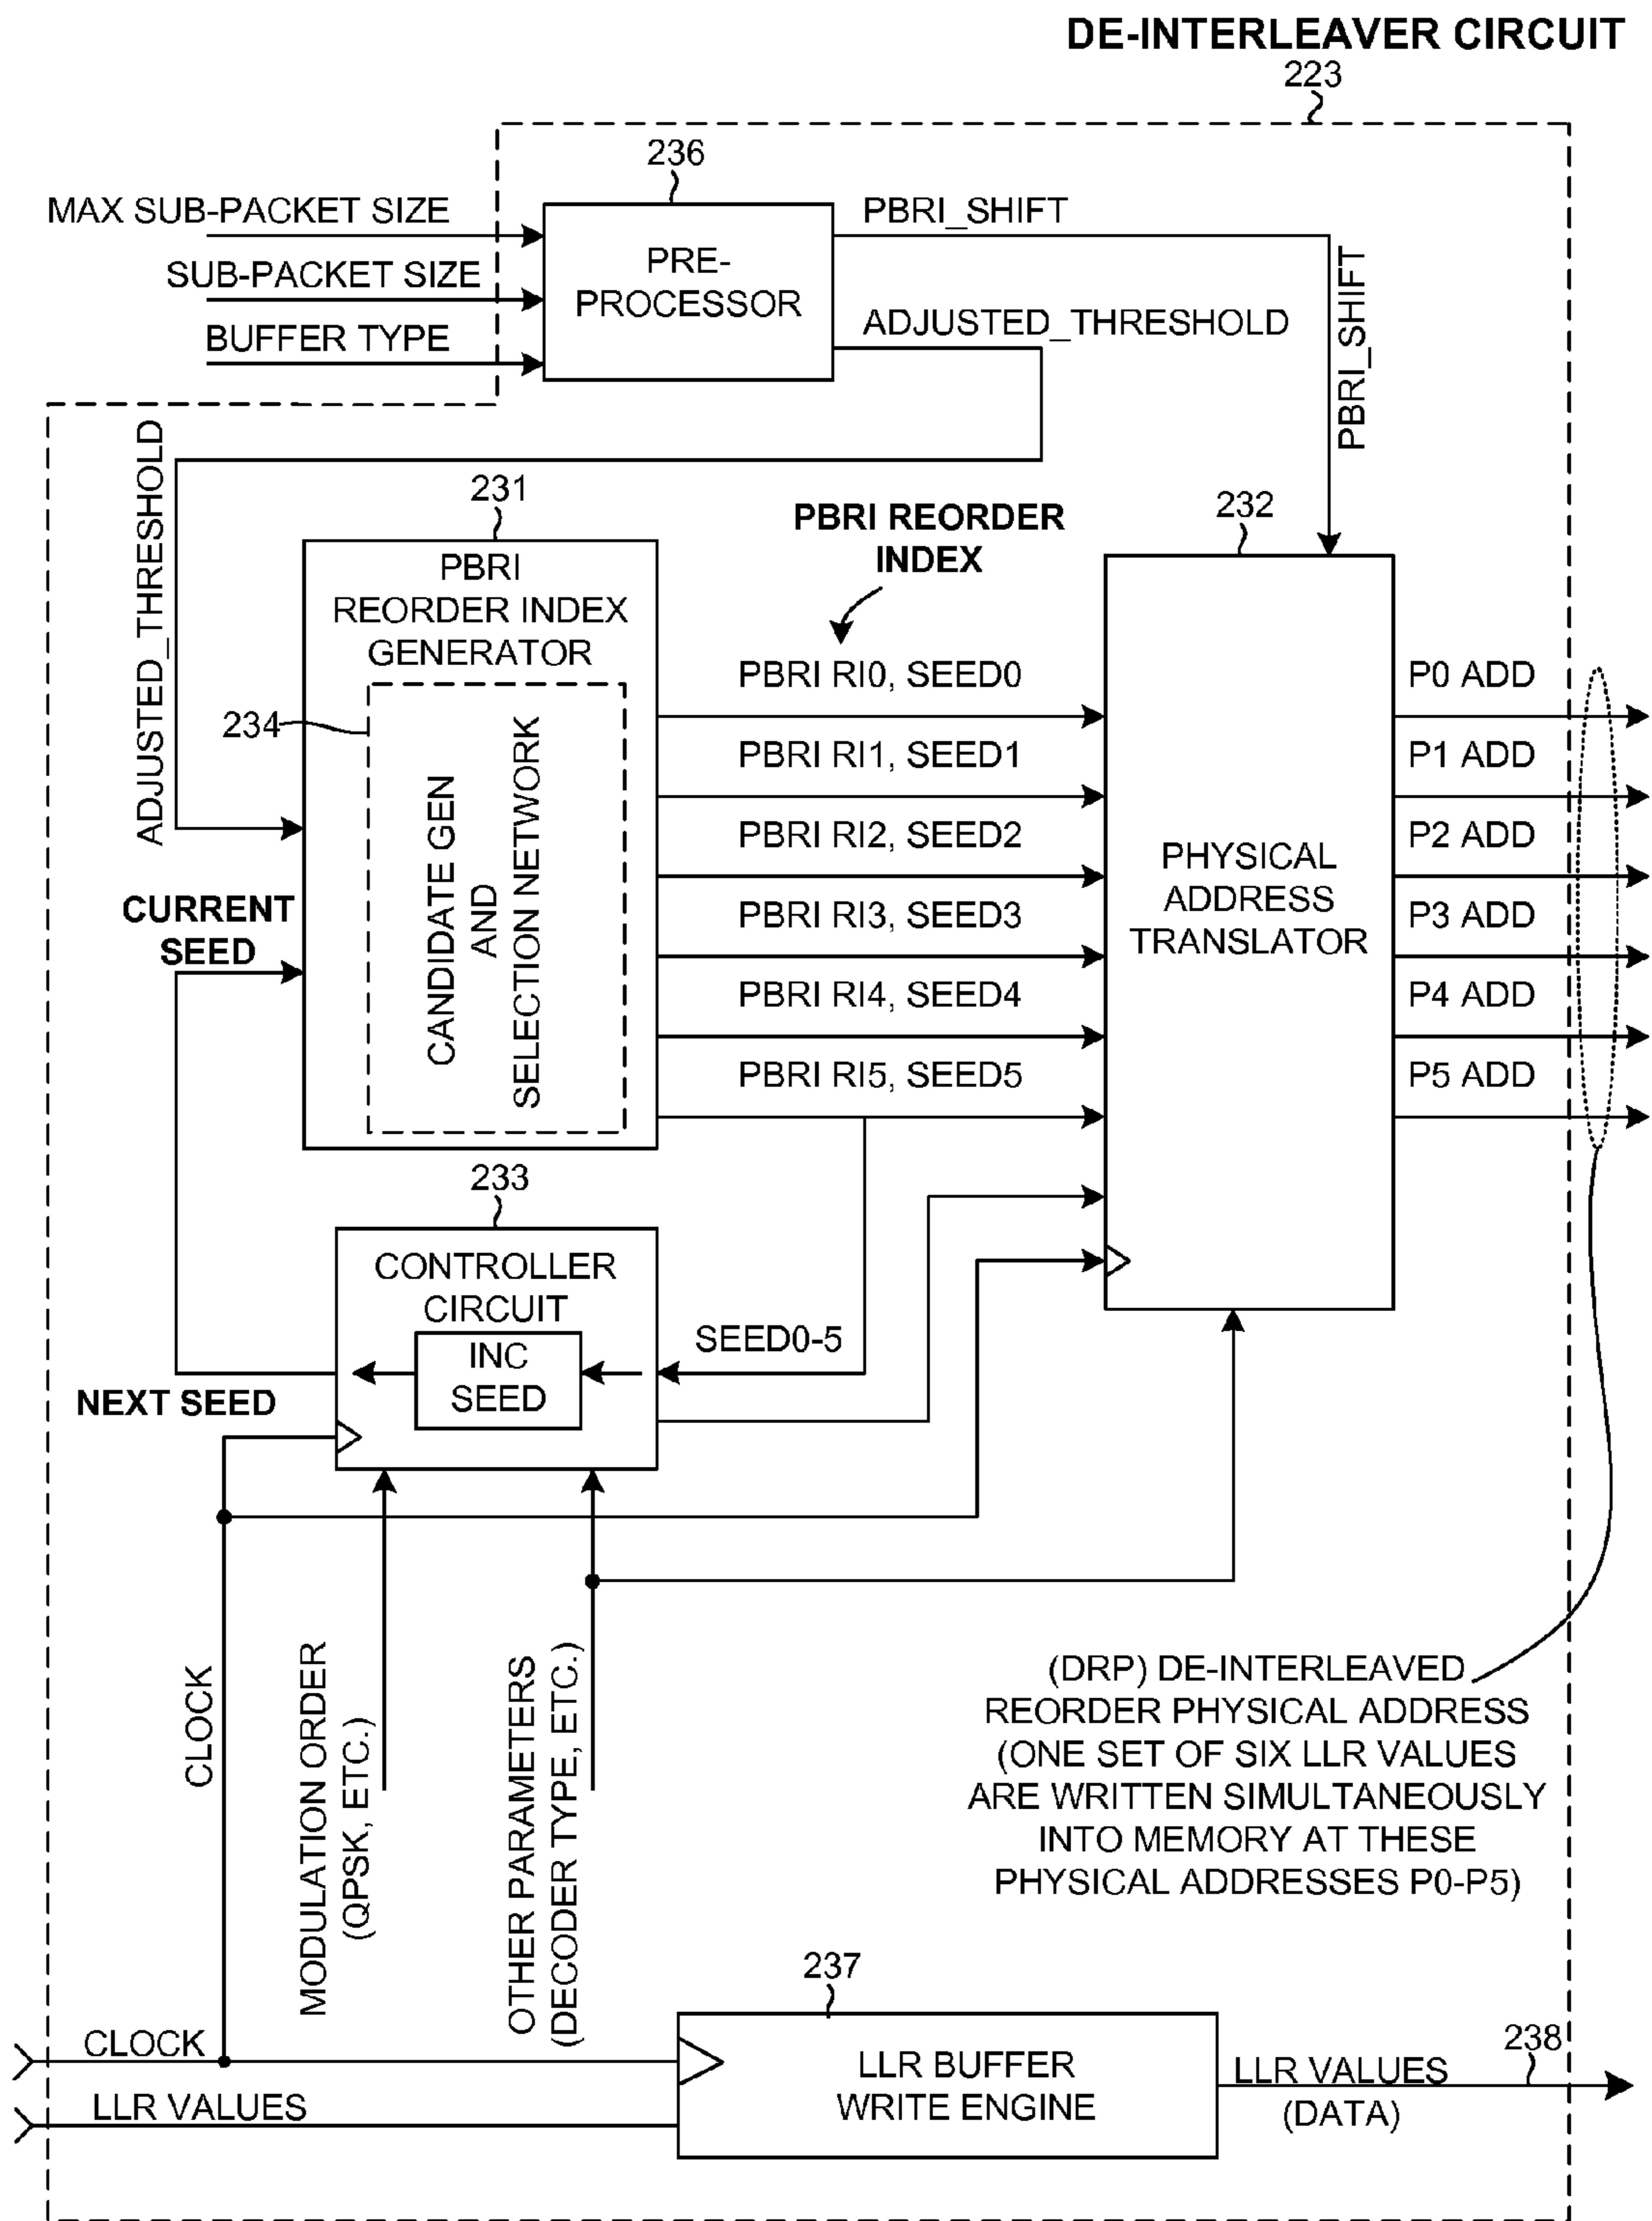 DE-INTERLEAVER CIRCUIT
223
236
MAX SUB-PACKET SIZE
SUB-PACKET SIZE
BUFFER TYPE
PRE-
PROCESSOR
PBRI_SHIFT
ADJUSTED_THRESHOLD
PBRI_SHIFT
ADJUSTED_THRESHOLD
231
PBRI
REORDER INDEX
GENERATOR
234
CANDIDATE GEN
AND
SELECTION NETWORK
PBRI REORDER
INDEX
232
PBRI RI0, SEED0
PBRI RI1, SEED1
PBRI RI2, SEED2
PBRI RI3, SEED3
PBRI RI4, SEED4
PBRI RI5, SEED5
PHYSICAL
ADDRESS
TRANSLATOR
P0 ADD
P1 ADD
P2 ADD
P3 ADD
P4 ADD
P5 ADD
CURRENT
SEED
233
CONTROLLER
CIRCUIT
INC
SEED
SEED0-5
NEXT SEED
CLOCK
MODULATION ORDER
(QPSK, ETC.)
OTHER PARAMETERS
(DECODER TYPE, ETC.)
(DRP) DE-INTERLEAVED
REORDER PHYSICAL ADDRESS
(ONE SET OF SIX LLR VALUES
ARE WRITTEN SIMULTANEOUSLY
INTO MEMORY AT THESE
PHYSICAL ADDRESSES P0-P5)
237
CLOCK
LLR VALUES
LLR BUFFER
WRITE ENGINE
238
LLR VALUES
(DATA)